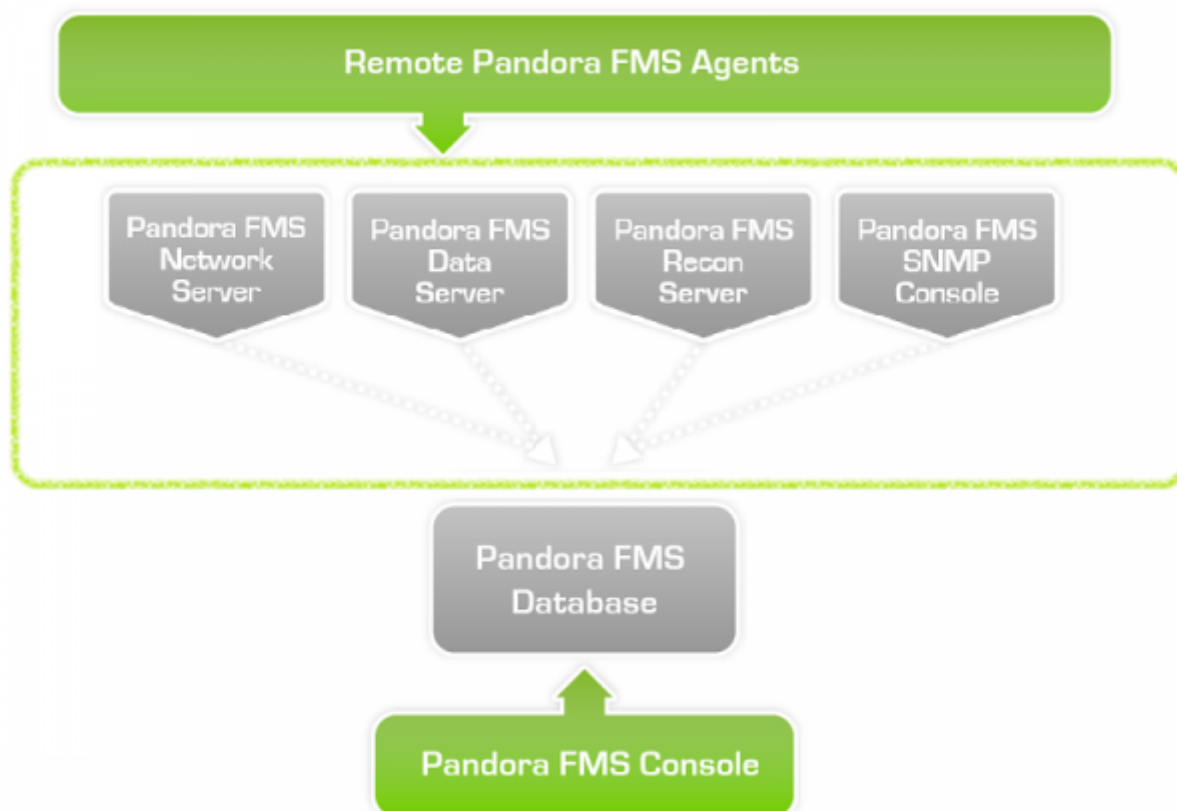 Remote Pandora FMS Agents
Pandora FMS
Network
Server
Pandora FMS
Data
Server
Pandora FMS
Recon
Server
Pandora FMS
SNMP
Console
Pandora FMS
Database
Pandora FMS Console